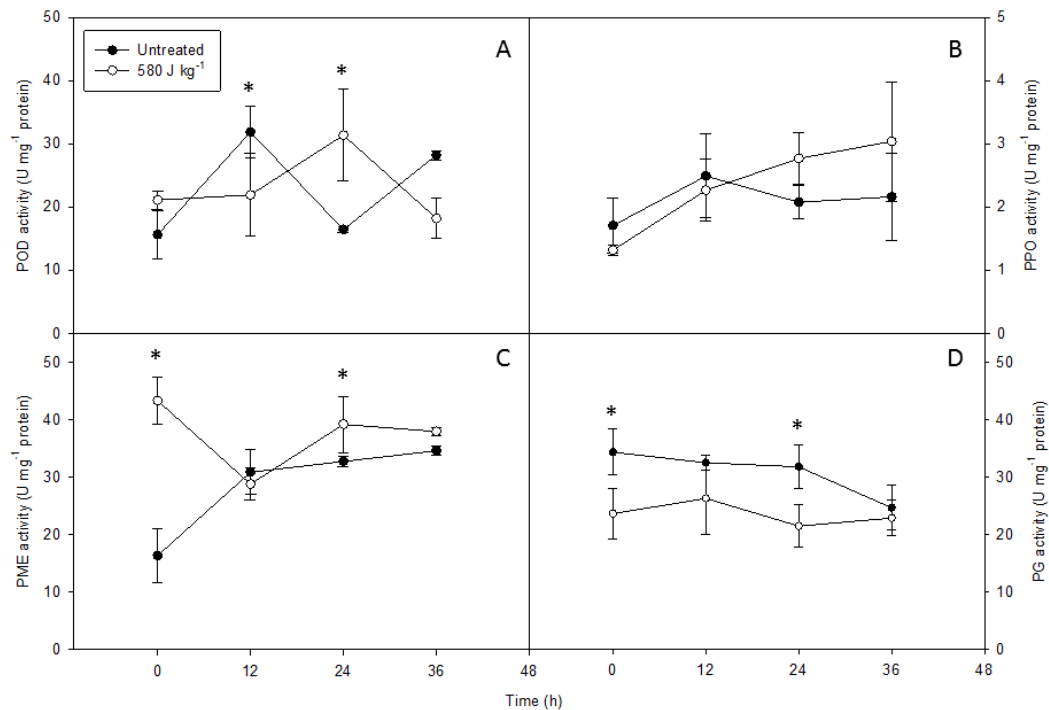 50
40
30
20
10
0
POD activity (U mg⁻¹ protein)
Untreated
580 J kg⁻¹
*
*
A
B
5
4
3
2
1
0
PPO activity (U mg⁻¹ protein)
50
40
30
20
10
0
PME activity (U mg⁻¹ protein)
*
*
C
*
*
D
50
40
30
20
10
0
PG activity (U mg⁻¹ protein)
0 12 24 36 48
0 12 24 36 48
Time (h)